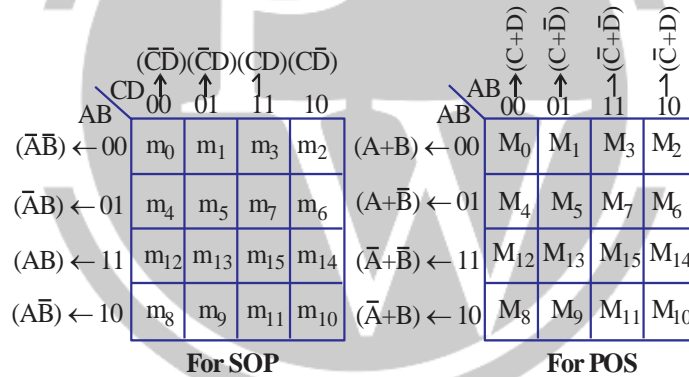 (C̅D̅)(C̅D)(CD)(CD̅)
CD 00 01 11 10
AB
(A̅B̅) ← 00 m₀ m₁ m₃ m₂
(A̅B) ← 01 m₄ m₅ m₇ m₆
(AB) ← 11 m₁₂ m₁₃ m₁₅ m₁₄
(AB̅) ← 10 m₈ m₉ m₁₁ m₁₀
For SOP
(C+D) (C+D̅) (C̅+D̅) (C̅+D)
AB 00 01 11 10
AB
(A+B) ← 00 M₀ M₁ M₃ M₂
(A+B̅) ← 01 M₄ M₅ M₇ M₆
(A̅+B̅) ← 11 M₁₂ M₁₃ M₁₅ M₁₄
(A̅+B) ← 10 M₈ M₉ M₁₁ M₁₀
For POS